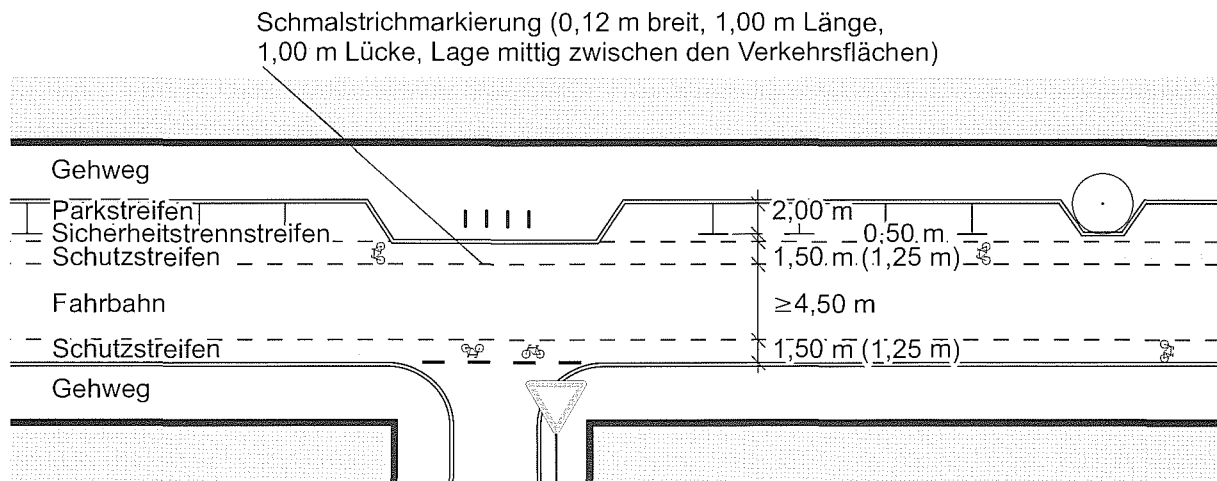 Schmalstrichmarkierung (0,12 m breit, 1,00 m Länge,
1,00 m Lücke, Lage mittig zwischen den Verkehrsflächen)
Gehweg
Parkstreifen
2,00 m
Sicherheitstrennstreifen
0,50 m
Schutzstreifen
1,50 m (1,25 m)
Fahrbahn
≥4,50 m
Schutzstreifen
1,50 m (1,25 m)
Gehweg